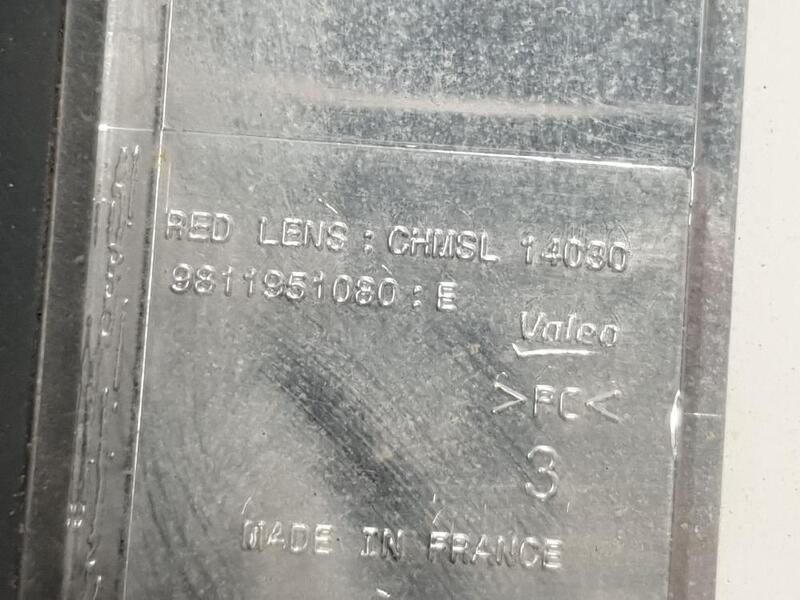 RED LENS : CHMSL 14030
9811951080 : E
Valeo
>PC<
3
MADE IN FRANCE